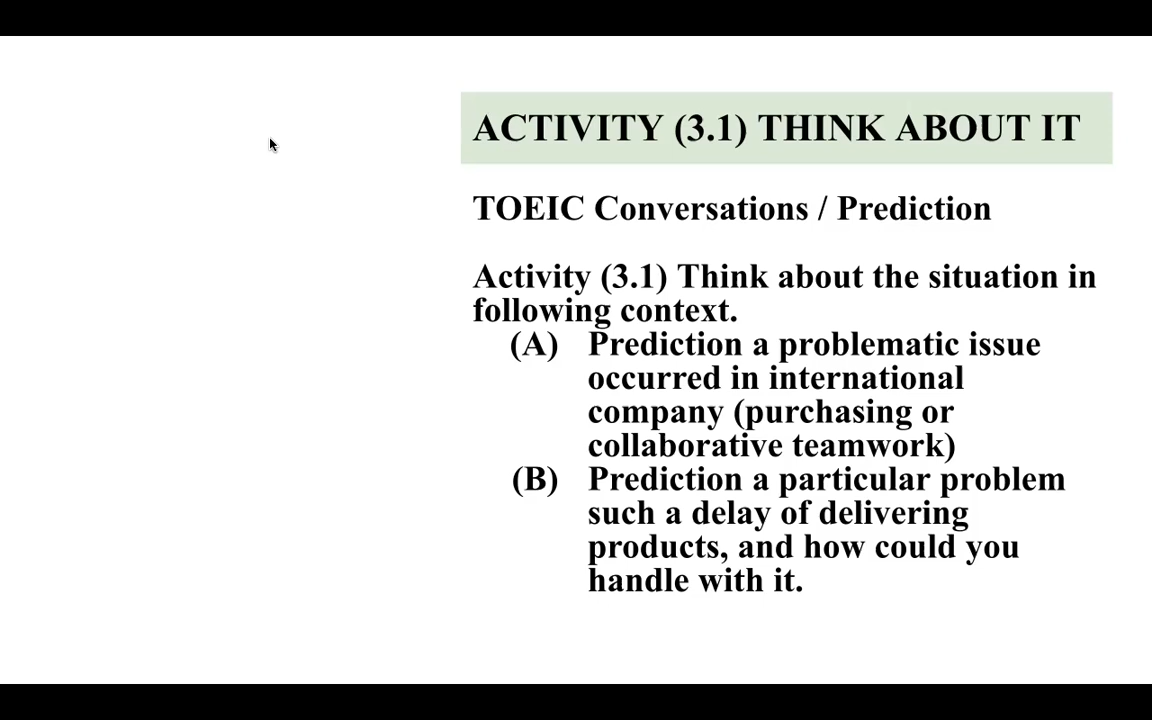 ACTIVITY (3.1) THINK ABOUT IT
TOEIC Conversations / Prediction
Activity (3.1) Think about the situation in
following context.
(A) Prediction a problematic issue
occurred in international
company (purchasing or
collaborative teamwork)
(B) Prediction a particular problem
such a delay of delivering
products, and how could you
handle with it.